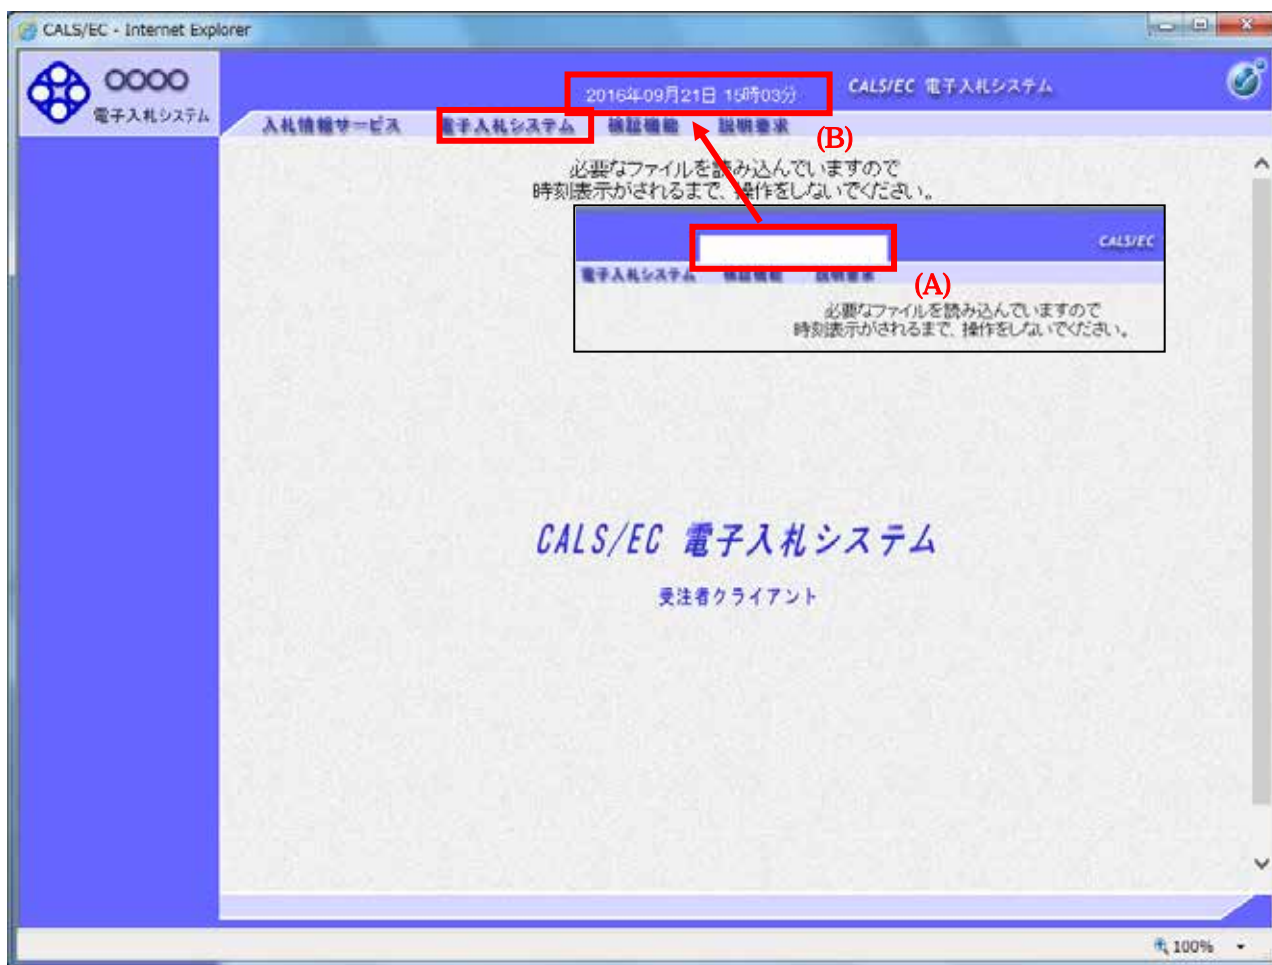 CALS/EC - Internet Explorer
○○○○
電子入札システム
2016年09月21日 15時03分
CALS/EC 電子入札システム
入札情報サービス 電子入札システム 検証機能 説明要求
(B)
必要なファイルを読み込んでいますので
時刻表示がされるまで、操作をしないでください。
CALS/EC
電子入札システム 検証機能 説明要求
(A)
必要なファイルを読み込んでいますので
時刻表示がされるまで、操作をしないでください。
CALS/EC 電子入札システム
受注者クライアント
100%